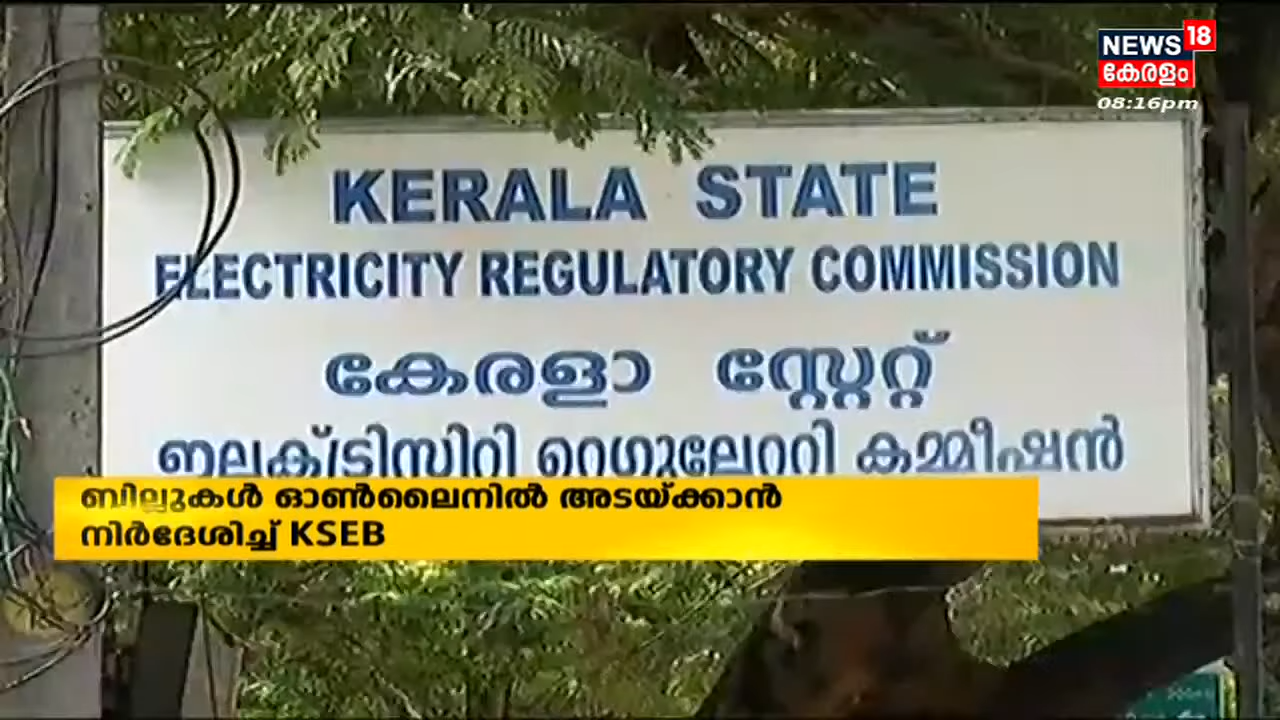 NEWS 18
കേരളം
08:16pm
KERALA STATE
ELECTRICITY REGULATORY COMMISSION
കേരളാ സ്റ്റേറ്റ്
ഇലക്ട്രിസിറ്റി റെഗുലേറ്ററി കമ്മീഷൻ
ബില്ലുകൾ ഓൺലൈനിൽ അടയ്ക്കാൻ
നിർദേശിച്ച് KSEB